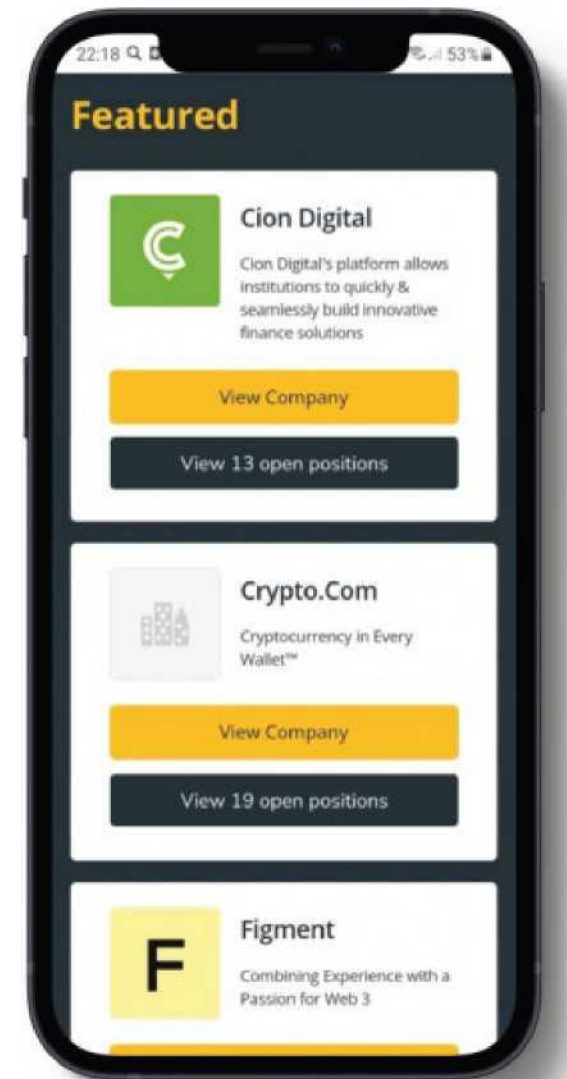 22:18
53%
Featured
Cion Digital
Cion Digital's platform allows
institutions to quickly &
seamlessly build innovative
finance solutions
View Company
View 13 open positions
Crypto.Com
Cryptocurrency in Every
Wallet™
View Company
View 19 open positions
F
Figment
Combining Experience with a
Passion for Web 3